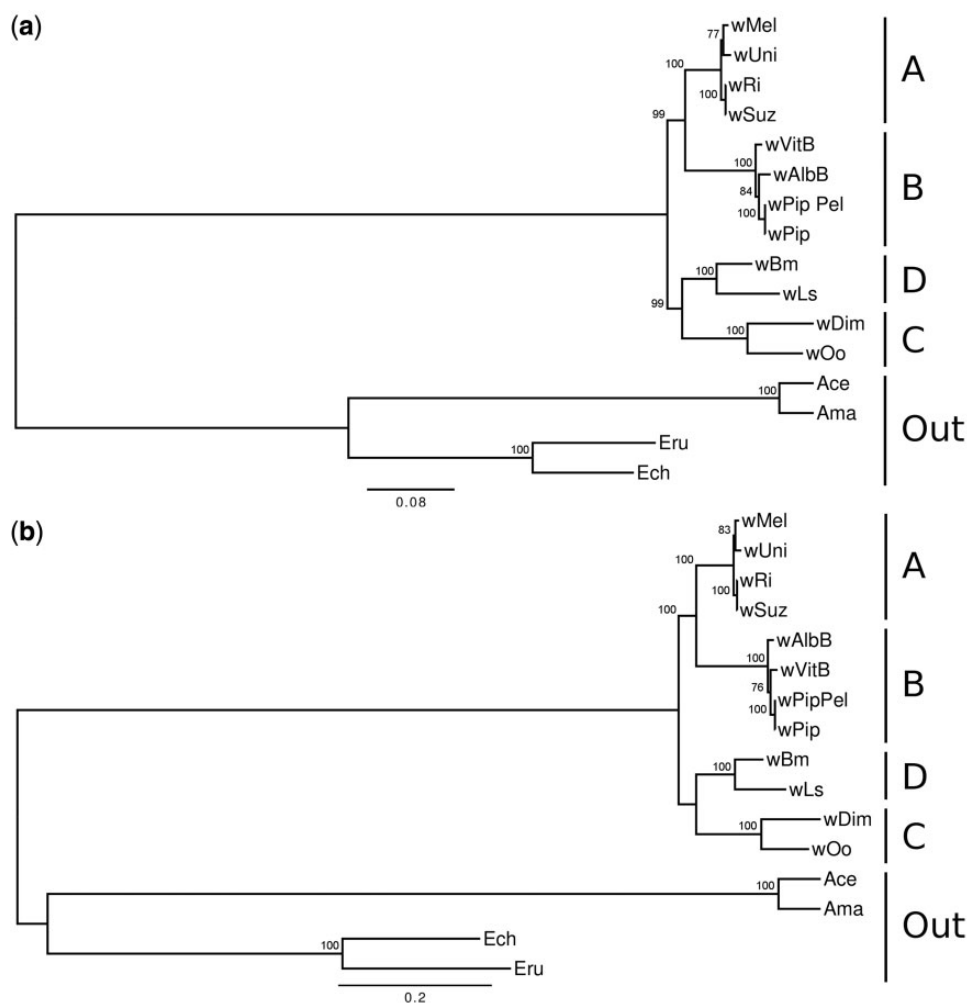 (a)
wMel
77
wUni
A
100
wRi
100
wSuz
99
wVitB
100
wAlbB
B
84
wPip Pel
100
wPip
wBm
100
D
wLs
99
wDim
100
C
wOo
Ace
100
Ama
Out
Eru
100
Ech
0.08
(b)
wMel
83
wUni
A
100
wRi
100
wSuz
100
wAlbB
100
wVitB
B
76
wPipPel
100
wPip
wBm
100
D
wLs
wDim
100
C
wOo
Ace
100
Ama
Out
Ech
100
Eru
0.2